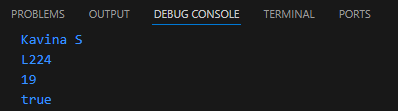 PROBLEMS OUTPUT DEBUG CONSOLE TERMINAL PORTS
Kavina S
L224
19
true